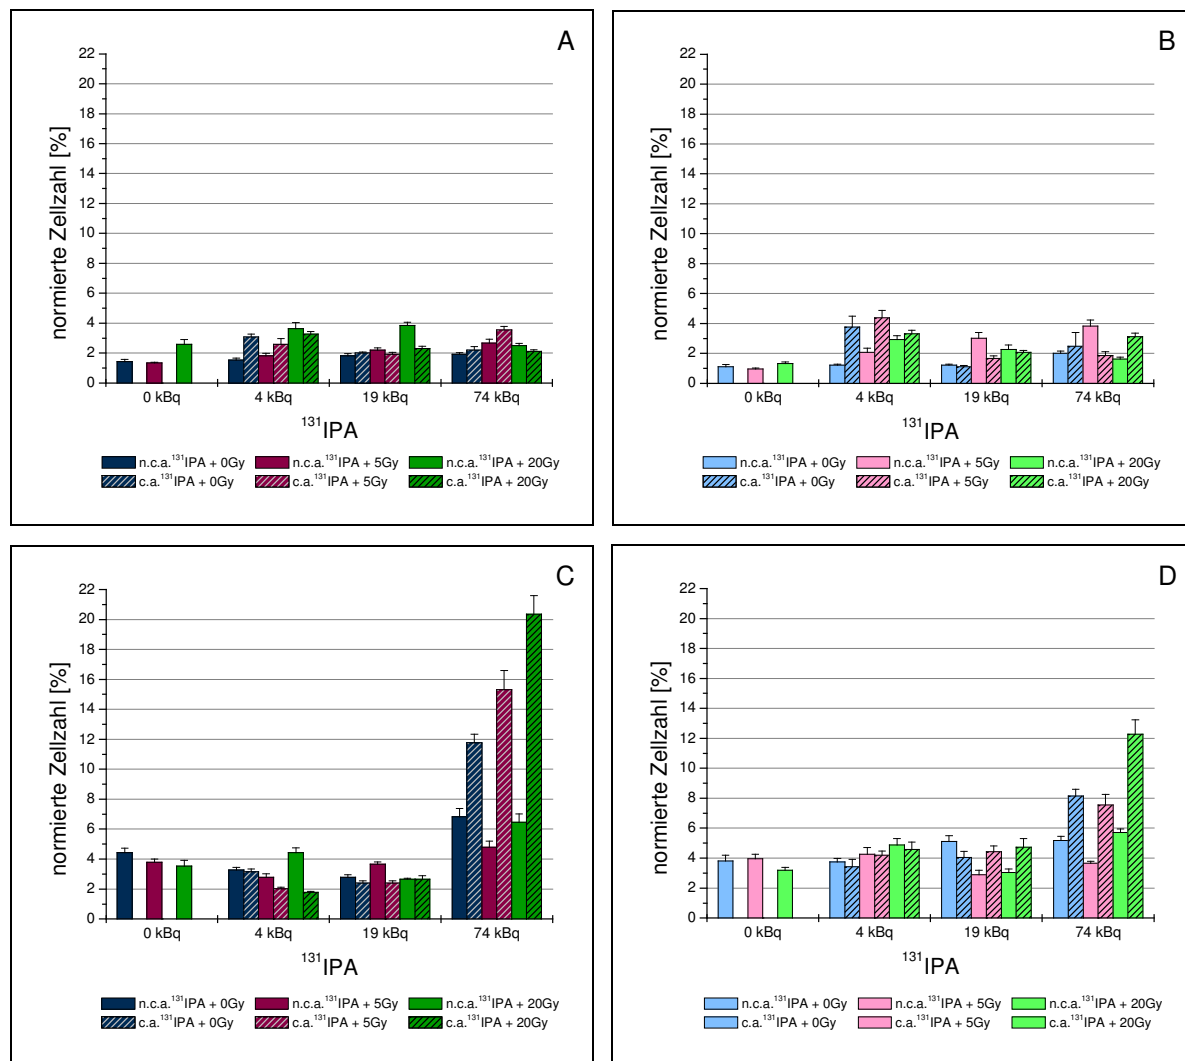 A
normierte Zellzahl [%]
22
20
18
16
14
12
10
8
6
4
2
0
0 kBq 4 kBq 19 kBq 74 kBq
¹³¹IPA
n.c.a.¹³¹IPA + 0Gy n.c.a.¹³¹IPA + 5Gy n.c.a.¹³¹IPA + 20Gy
c.a.¹³¹IPA + 0Gy c.a.¹³¹IPA + 5Gy c.a.¹³¹IPA + 20Gy
B
normierte Zellzahl [%]
22
20
18
16
14
12
10
8
6
4
2
0
0 kBq 4 kBq 19 kBq 74 kBq
¹³¹IPA
n.c.a.¹³¹IPA + 0Gy n.c.a.¹³¹IPA + 5Gy n.c.a.¹³¹IPA + 20Gy
c.a.¹³¹IPA + 0Gy c.a.¹³¹IPA + 5Gy c.a.¹³¹IPA + 20Gy
C
normierte Zellzahl [%]
22
20
18
16
14
12
10
8
6
4
2
0
0 kBq 4 kBq 19 kBq 74 kBq
¹³¹IPA
n.c.a.¹³¹IPA + 0Gy n.c.a.¹³¹IPA + 5Gy n.c.a.¹³¹IPA + 20Gy
c.a.¹³¹IPA + 0Gy c.a.¹³¹IPA + 5Gy c.a.¹³¹IPA + 20Gy
D
normierte Zellzahl [%]
22
20
18
16
14
12
10
8
6
4
2
0
0 kBq 4 kBq 19 kBq 74 kBq
¹³¹IPA
n.c.a.¹³¹IPA + 0Gy n.c.a.¹³¹IPA + 5Gy n.c.a.¹³¹IPA + 20Gy
c.a.¹³¹IPA + 0Gy c.a.¹³¹IPA + 5Gy c.a.¹³¹IPA + 20Gy